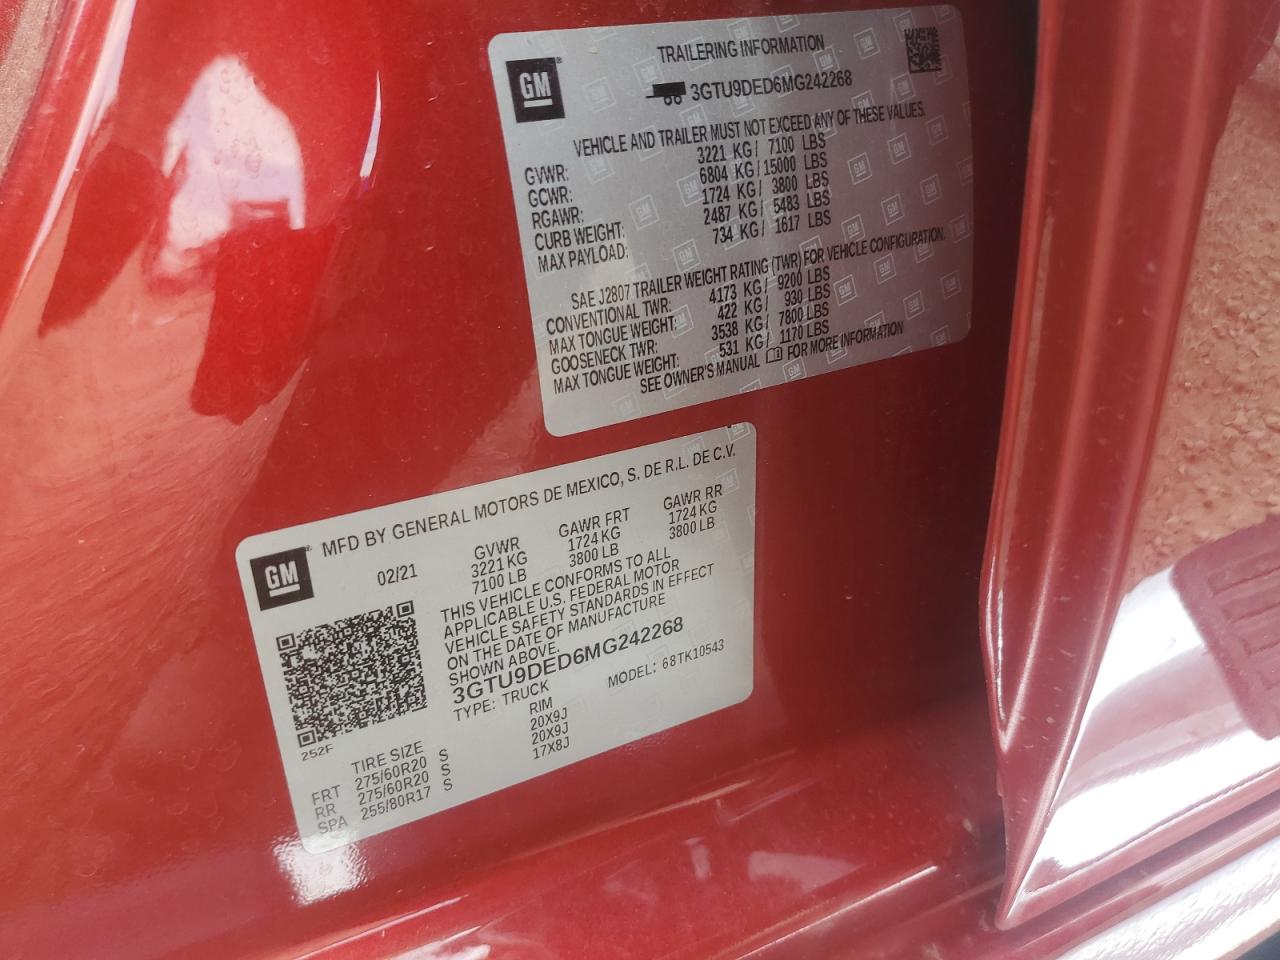 GM
TRAILERING INFORMATION
3GTU9DED6MG242268
VEHICLE AND TRAILER MUST NOT EXCEED ANY OF THESE VALUES.
GVWR: 3221 KG/ 7100 LBS
GCWR: 6804 KG/ 15000 LBS
RGAWR: 1724 KG/ 3800 LBS
CURB WEIGHT: 2487 KG/ 5483 LBS
MAX PAYLOAD: 734 KG/ 1617 LBS
SAE J2807 TRAILER WEIGHT RATING (TWR) FOR VEHICLE CONFIGURATION.
CONVENTIONAL TWR: 4173 KG/ 9200 LBS
MAX TONGUE WEIGHT: 422 KG/ 930 LBS
GOOSENECK TWR: 3538 KG/ 7800 LBS
MAX TONGUE WEIGHT: 531 KG/ 1170 LBS
SEE OWNER'S MANUAL FOR MORE INFORMATION
GM
MFD BY GENERAL MOTORS DE MEXICO, S. DE R.L. DE C.V.
02/21 GVWR GAWR FRT GAWR RR
3221 KG 1724 KG 1724 KG
7100 LB 3800 LB 3800 LB
THIS VEHICLE CONFORMS TO ALL
APPLICABLE U.S. FEDERAL MOTOR
VEHICLE SAFETY STANDARDS IN EFFECT
ON THE DATE OF MANUFACTURE
SHOWN ABOVE.
3GTU9DED6MG242268
TYPE: TRUCK MODEL: 68TK10543
252F
TIRE SIZE RIM
FRT 275/60R20 S 20X9J
RR 275/60R20 S 20X9J
SPA 255/80R17 S 17X8J